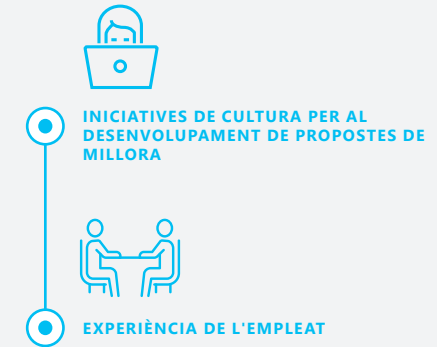 INICIATIVES DE CULTURA PER AL
DESENVOLUPAMENT DE PROPOSTES DE
MILLORA
EXPERIÈNCIA DE L'EMPLEAT